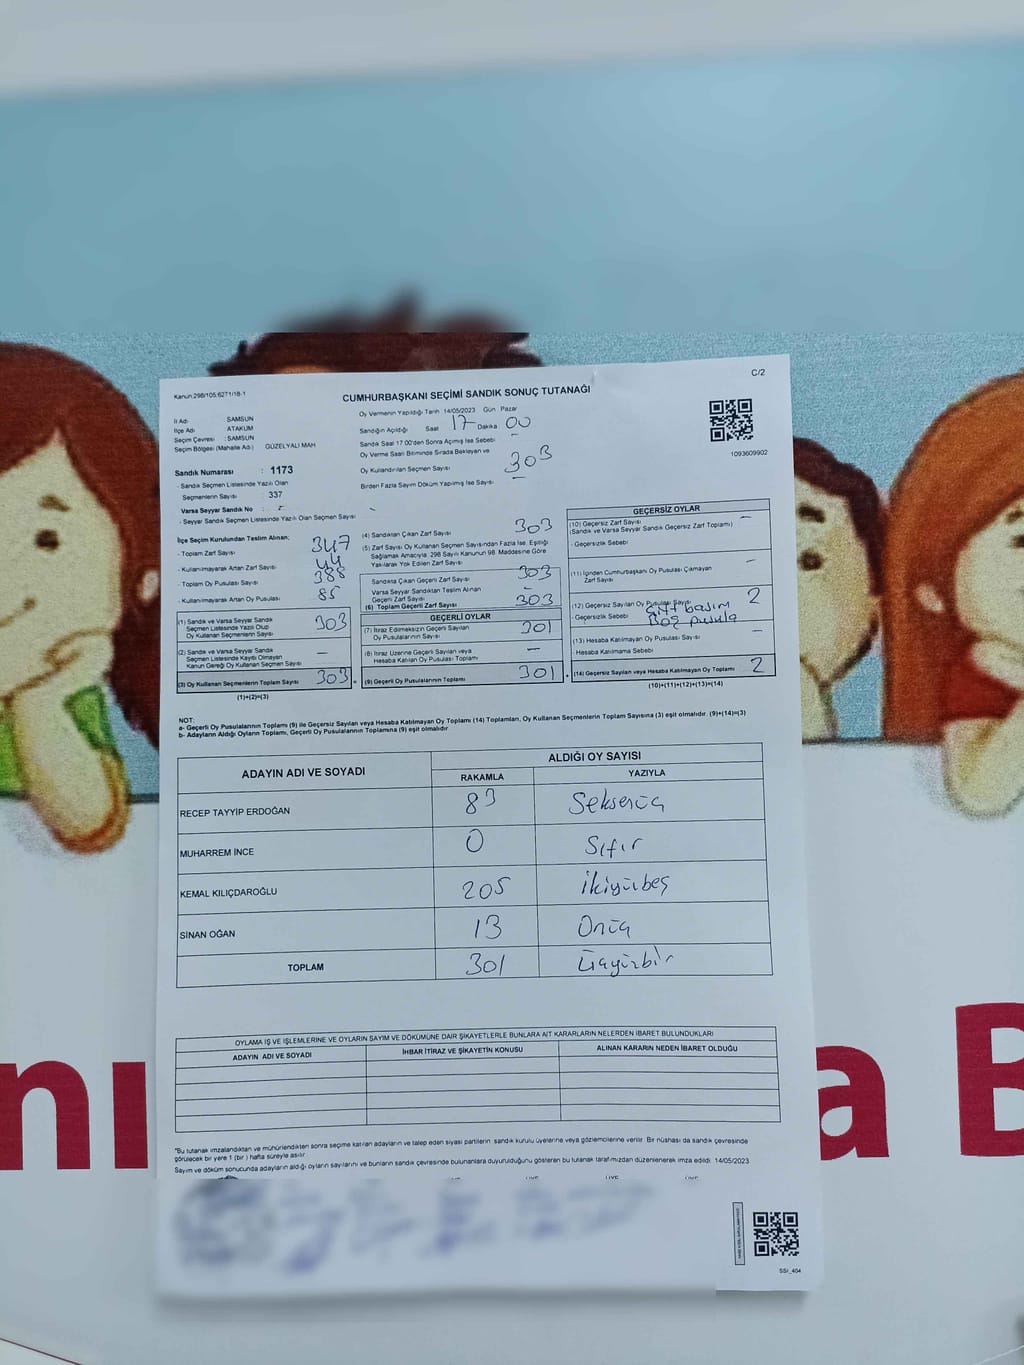 C/2
Kanun:298/105.6271/18-1
CUMHURBAŞKANI SEÇİMİ SANDIK SONUÇ TUTANAĞI
İl Adı SAMSUN
İlçe Adı ATAKUM
Seçim Çevresi : SAMSUN
Seçim Bölgesi (Mahalle Adı) GÜZELYALI MAH
Sandık Numarası : 1173
- Sandık Seçmen Listesinde Yazılı Olan
Seçmenlerin Sayısı : 337
Varsa Seyyar Sandık No : -
- Seyyar Sandık Seçmen Listesinde Yazılı Olan Seçmen Sayısı -
Oy Vermenin Yapıldığı Tarih 14/05/2023 Gün Pazar
Sandığın Açıldığı Saat 17 Dakika 00
Sandık Saat 17.00'den Sonra Açılmış İse Sebebi -
Oy Verme Saati Bitiminde Sırada Bekleyen ve
Oy Kullandırılan Seçmen Sayısı 303
Birden Fazla Sayım Döküm Yapılmış İse Sayısı -
1093609902
İlçe Seçim Kurulundan Teslim Alınan;
- Toplam Zarf Sayısı 347
- Kullanılmayarak Artan Zarf Sayısı 44
- Toplam Oy Pusulası Sayısı 388
- Kullanılmayarak Artan Oy Pusulası 85
(1) Sandık ve Varsa Seyyar Sandık
Seçmen Listesinde Yazılı Olup
Oy Kullanan Seçmenlerin Sayısı 303
(2) Sandık ve Varsa Seyyar Sandık
Seçmen Listesinde Kayıtlı Olmayan
Kanun Gereği Oy Kullanan Seçmen Sayısı -
(3) Oy Kullanan Seçmenlerin Toplam Sayısı 303
(1)+(2)=(3)
(4) Sandıktan Çıkan Zarf Sayısı 303
(5) Zarf Sayısı Oy Kullanan Seçmen Sayısından Fazla İse, Eşitliği
Sağlamak Amacıyla, 298 Sayılı Kanunun 98. Maddesine Göre
Yakılarak Yok Edilen Zarf Sayısı -
Sandıkta Çıkan Geçerli Zarf Sayısı 303
Varsa Seyyar Sandıktan Teslim Alınan
Geçerli Zarf Sayısı -
(6) Toplam Geçerli Zarf Sayısı 303
GEÇERLİ OYLAR
(7) İtiraz Edilmeksizin Geçerli Sayılan
Oy Pusulalarının Sayısı 301
(8) İtiraz Üzerine Geçerli Sayılan veya
Hesaba Katılan Oy Pusulası Toplamı -
(9) Geçerli Oy Pusulalarının Toplamı 301
GEÇERSİZ OYLAR
(10) Geçersiz Zarf Sayısı -
(Sandık ve Varsa Seyyar Sandık Geçersiz Zarf Toplamı)
- Geçersizlik Sebebi
(11) İçinden Cumhurbaşkanı Oy Pusulası Çıkmayan
Zarf Sayısı -
(12) Geçersiz Sayılan Oy Pusulası Sayısı 2
- Geçersizlik Sebebi Çift basım
Boş pusula
(13) Hesaba Katılmayan Oy Pusulası Sayısı -
- Hesaba Katılmama Sebebi
(14) Geçersiz Sayılan veya Hesaba Katılmayan Oy Toplamı 2
(10)+(11)+(12)+(13)=(14)
NOT:
a- Geçerli Oy Pusulalarının Toplamı (9) ile Geçersiz Sayılan veya Hesaba Katılmayan Oy Toplamı (14) Toplamları, Oy Kullanan Seçmenlerin Toplam Sayısına (3) eşit olmalıdır. (9)+(14)=(3)
b- Adayların Aldığı Oyların Toplamı, Geçerli Oy Pusulalarının Toplamına (9) eşit olmalıdır
ADAYIN ADI VE SOYADI ALDIĞI OY SAYISI
RAKAMLA YAZIYLA
RECEP TAYYİP ERDOĞAN 83 Seksenüç
MUHARREM İNCE 0 Sıfır
KEMAL KILIÇDAROĞLU 205 ikiyüzbeş
SİNAN OĞAN 13 Onüç
TOPLAM 301 üçyüzbir
OYLAMA İŞ VE İŞLEMLERİNE VE OYLARIN SAYIM VE DÖKÜMÜNE DAİR ŞİKAYETLERLE BUNLARA AİT KARARLARIN NELERDEN İBARET BULUNDUKLARI
ADAYIN ADI VE SOYADI İHBAR İTİRAZ VE ŞİKAYETİN KONUSU ALINAN KARARIN NEDEN İBARET OLDUĞU
*Bu tutanak imzalandıktan ve mühürlendikten sonra seçime katılan adayların ve talep eden siyasi partilerin sandık kurulu üyelerine veya gözlemcilerine verilir. Bir nüshası da sandık çevresinde
görülecek bir yere 1 (bir) hafta süreyle asılır.
Sayım ve döküm sonucunda adayların aldığı oyların sayılarını ve bunların sandık çevresinde bulunanlara duyurulduğunu gösteren bu tutanak tarafımızdan düzenlenerek imza edildi. 14/05/2023
nı
a B
SSİ_404